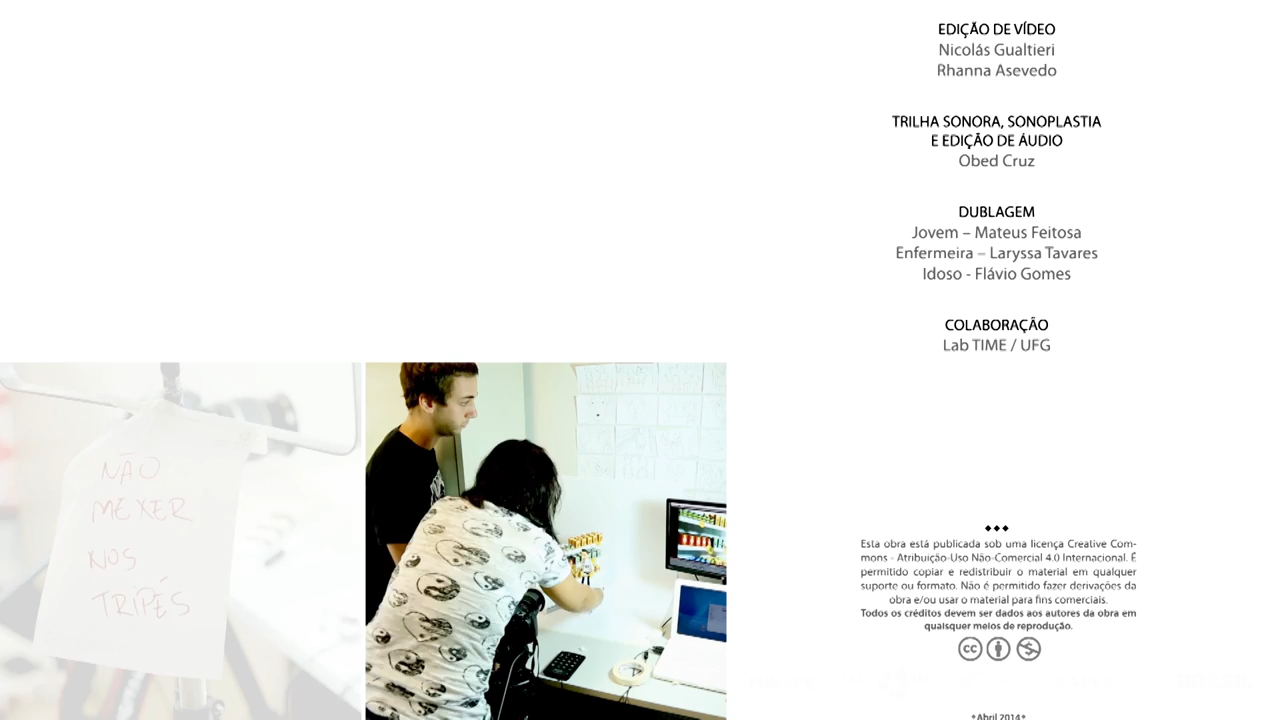 EDIÇÃO DE VÍDEO
Nicolás Gualtieri
Rhanna Asevedo
TRILHA SONORA, SONOPLASTIA
E EDIÇÃO DE ÁUDIO
Obed Cruz
DUBLAGEM
Jovem – Mateus Feitosa
Enfermeira – Laryssa Tavares
Idoso - Flávio Gomes
COLABORAÇÃO
Lab TIME / UFG
NÃO
MEXER
NOS
TRIPÉS
Esta obra está publicada sob uma licença Creative Com-
mons - Atribuição-Uso Não-Comercial 4.0 Internacional. É
permitido copiar e redistribuir o material em qualquer
suporte ou formato. Não é permitido fazer derivações da
obra e/ou usar o material para fins comerciais.
Todos os créditos devem ser dados aos autores da obra em
quaisquer meios de reprodução.
cc
*Abril 2014*